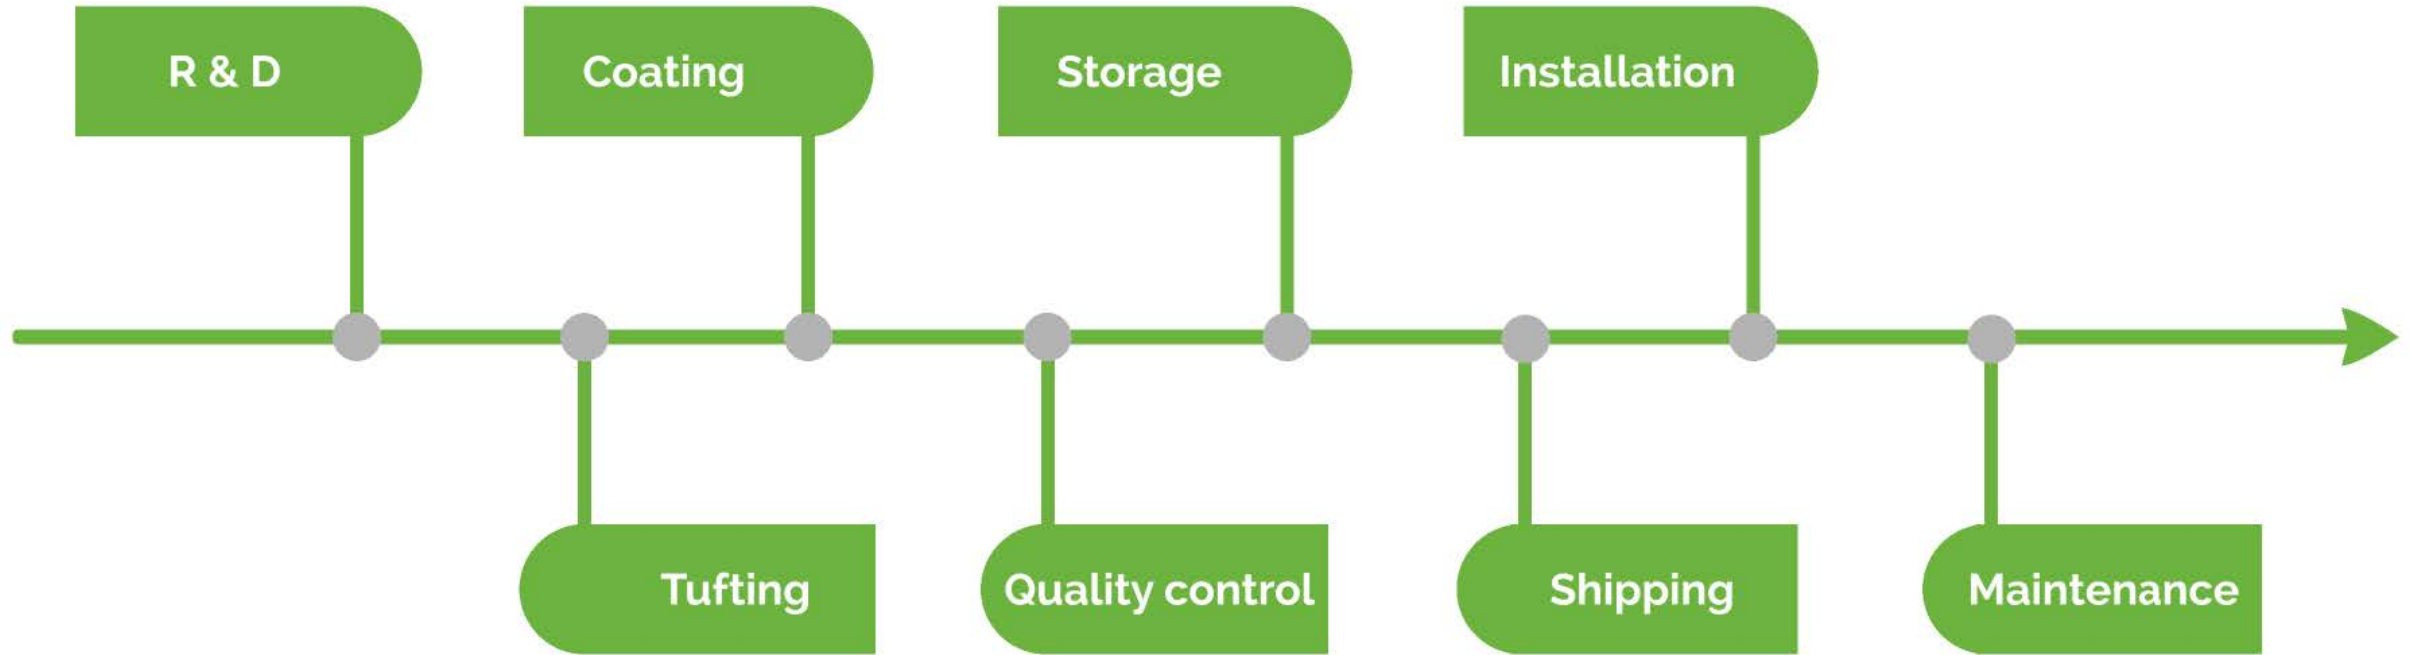 R & D
Coating
Storage
Installation
Tufting
Quality control
Shipping
Maintenance